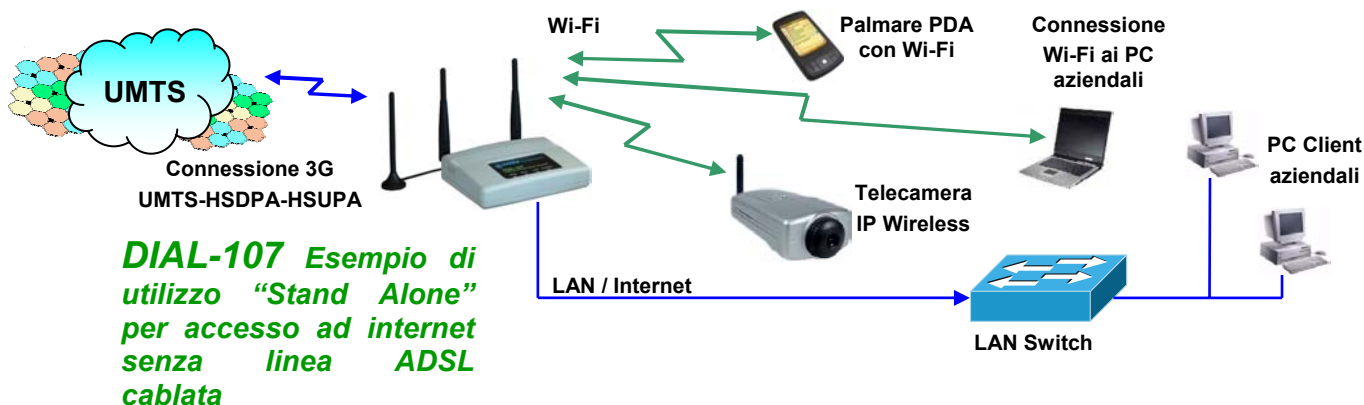 UMTS
Connessione 3G
UMTS-HSDPA-HSUPA
Wi-Fi
Palmare PDA
con Wi-Fi
Connessione
Wi-Fi ai PC
aziendali
PC Client
aziendali
Telecamera
IP Wireless
DIAL-107 Esempio di
utilizzo “Stand Alone”
per accesso ad internet
senza linea ADSL
cablata
LAN / Internet
LAN Switch